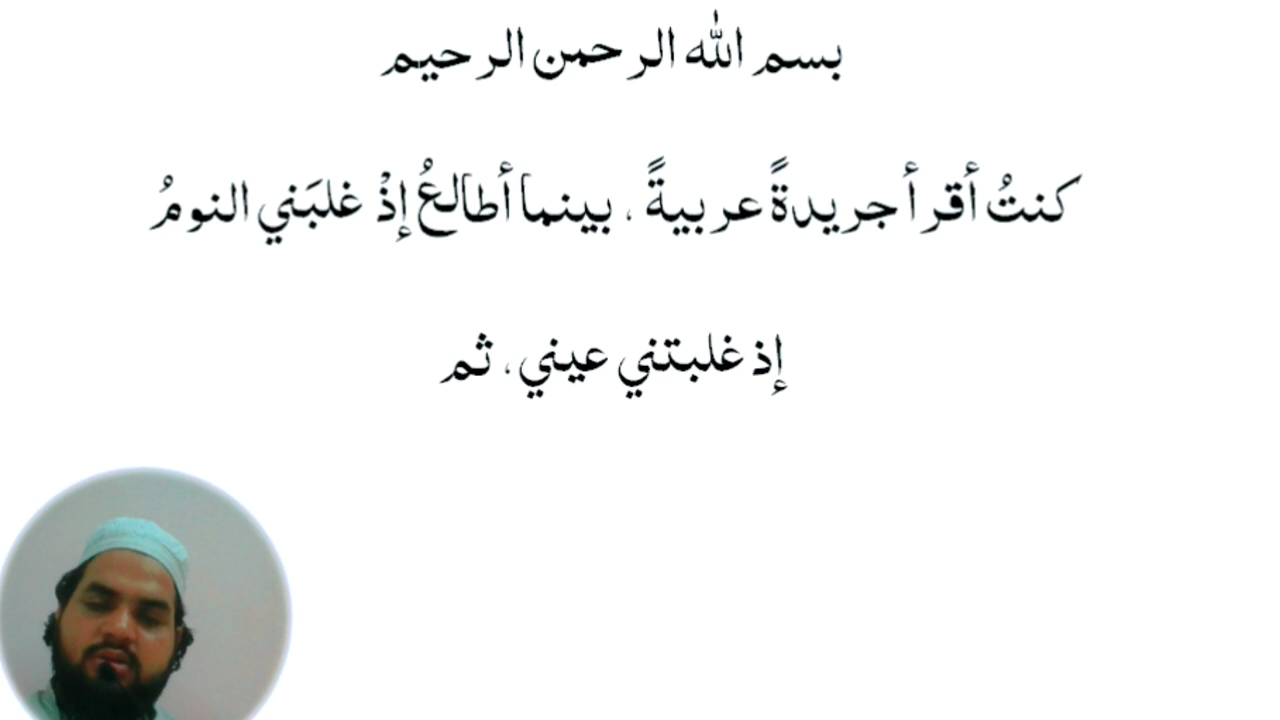 بسم الله الرحمن الرحيم
كنتُ أقرأ جريدةً عربيةً ، بينما أطالعُ إذْ غلبَني النومُ
إذ غلبتني عيني، ثم